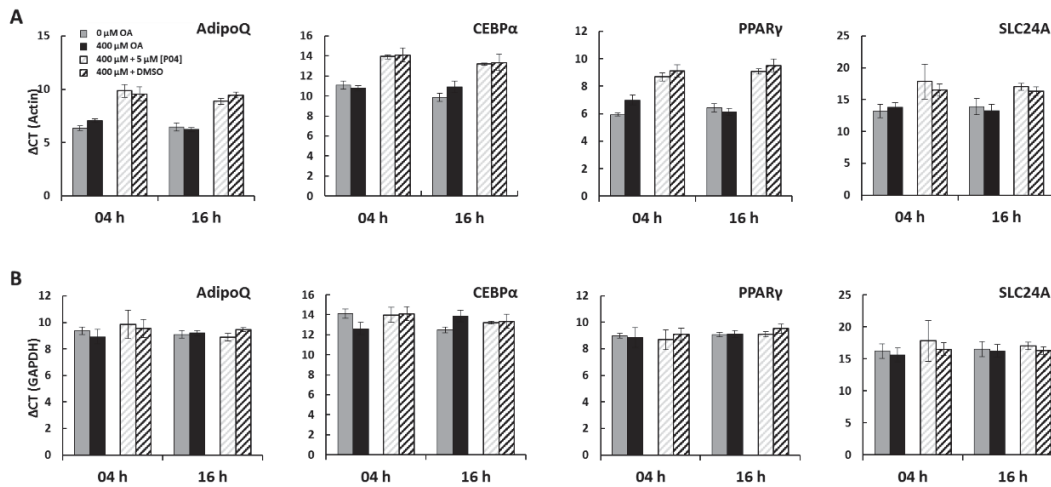 A
AdipoQ
CEBPα
PPARγ
SLC24A
0 μM OA
400 μM OA
400 μM + 5 μM [P04]
400 μM + DMSO
ΔCT (Actin)
15
10
5
0
16
14
12
10
8
6
4
2
0
12
10
8
6
4
2
0
25
20
15
10
5
0
04 h
16 h
04 h
16 h
04 h
16 h
04 h
16 h
B
AdipoQ
CEBPα
PPARγ
SLC24A
ΔCT (GAPDH)
12
10
8
6
4
2
0
16
14
12
10
8
6
4
2
0
12
10
8
6
4
2
0
25
20
15
10
5
0
04 h
16 h
04 h
16 h
04 h
16 h
04 h
16 h